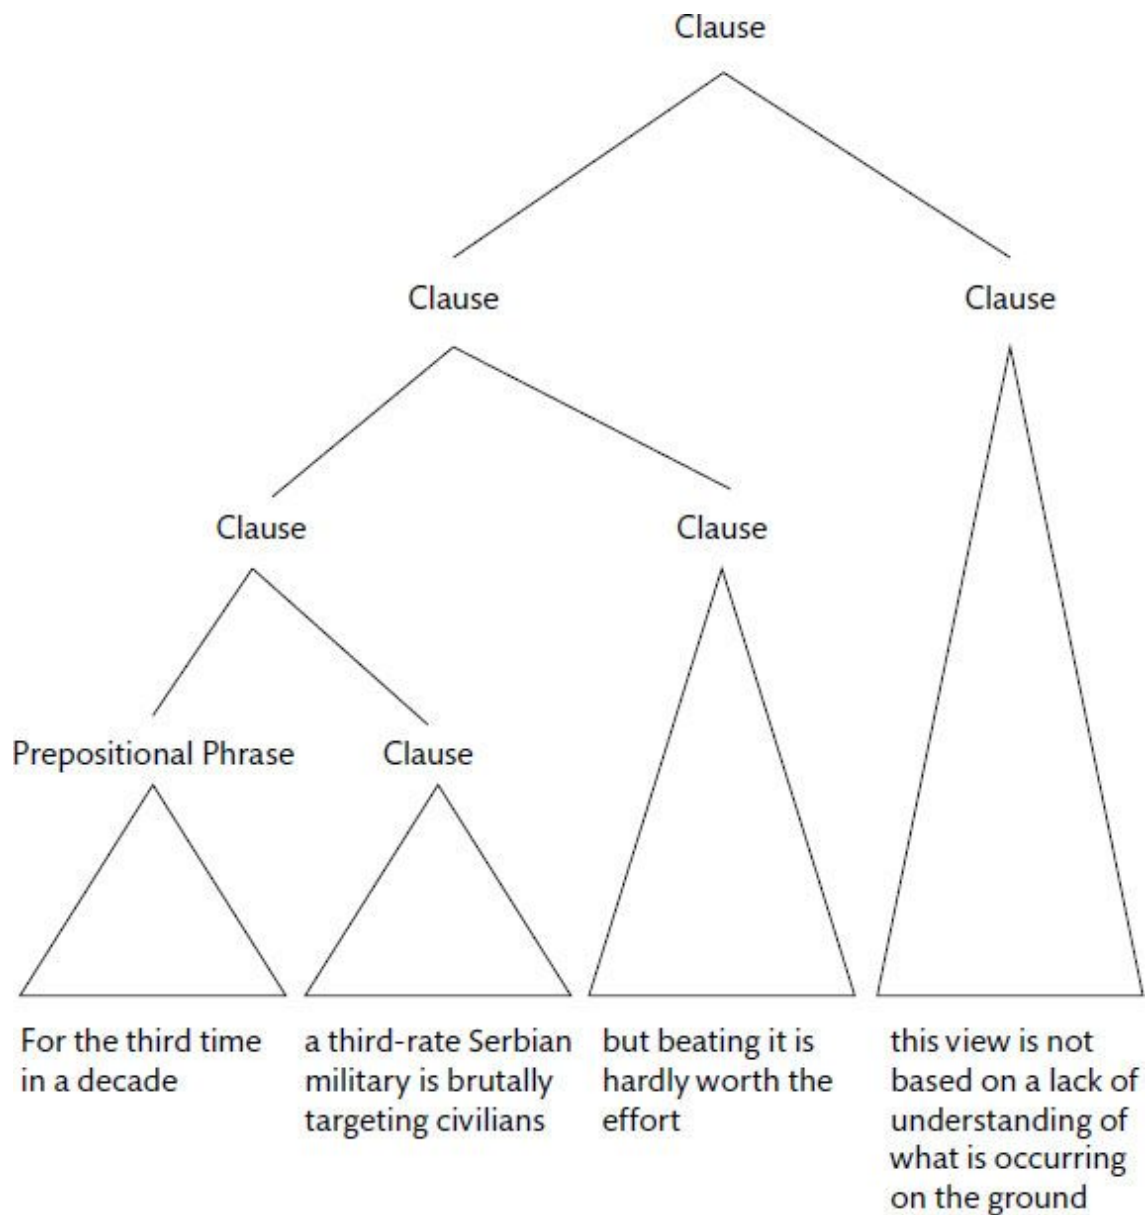 Clause
Clause
Clause
Clause
Clause
Prepositional Phrase
Clause
For the third time
in a decade
a third-rate Serbian
military is brutally
targeting civilians
but beating it is
hardly worth the
effort
this view is not
based on a lack of
understanding of
what is occurring
on the ground